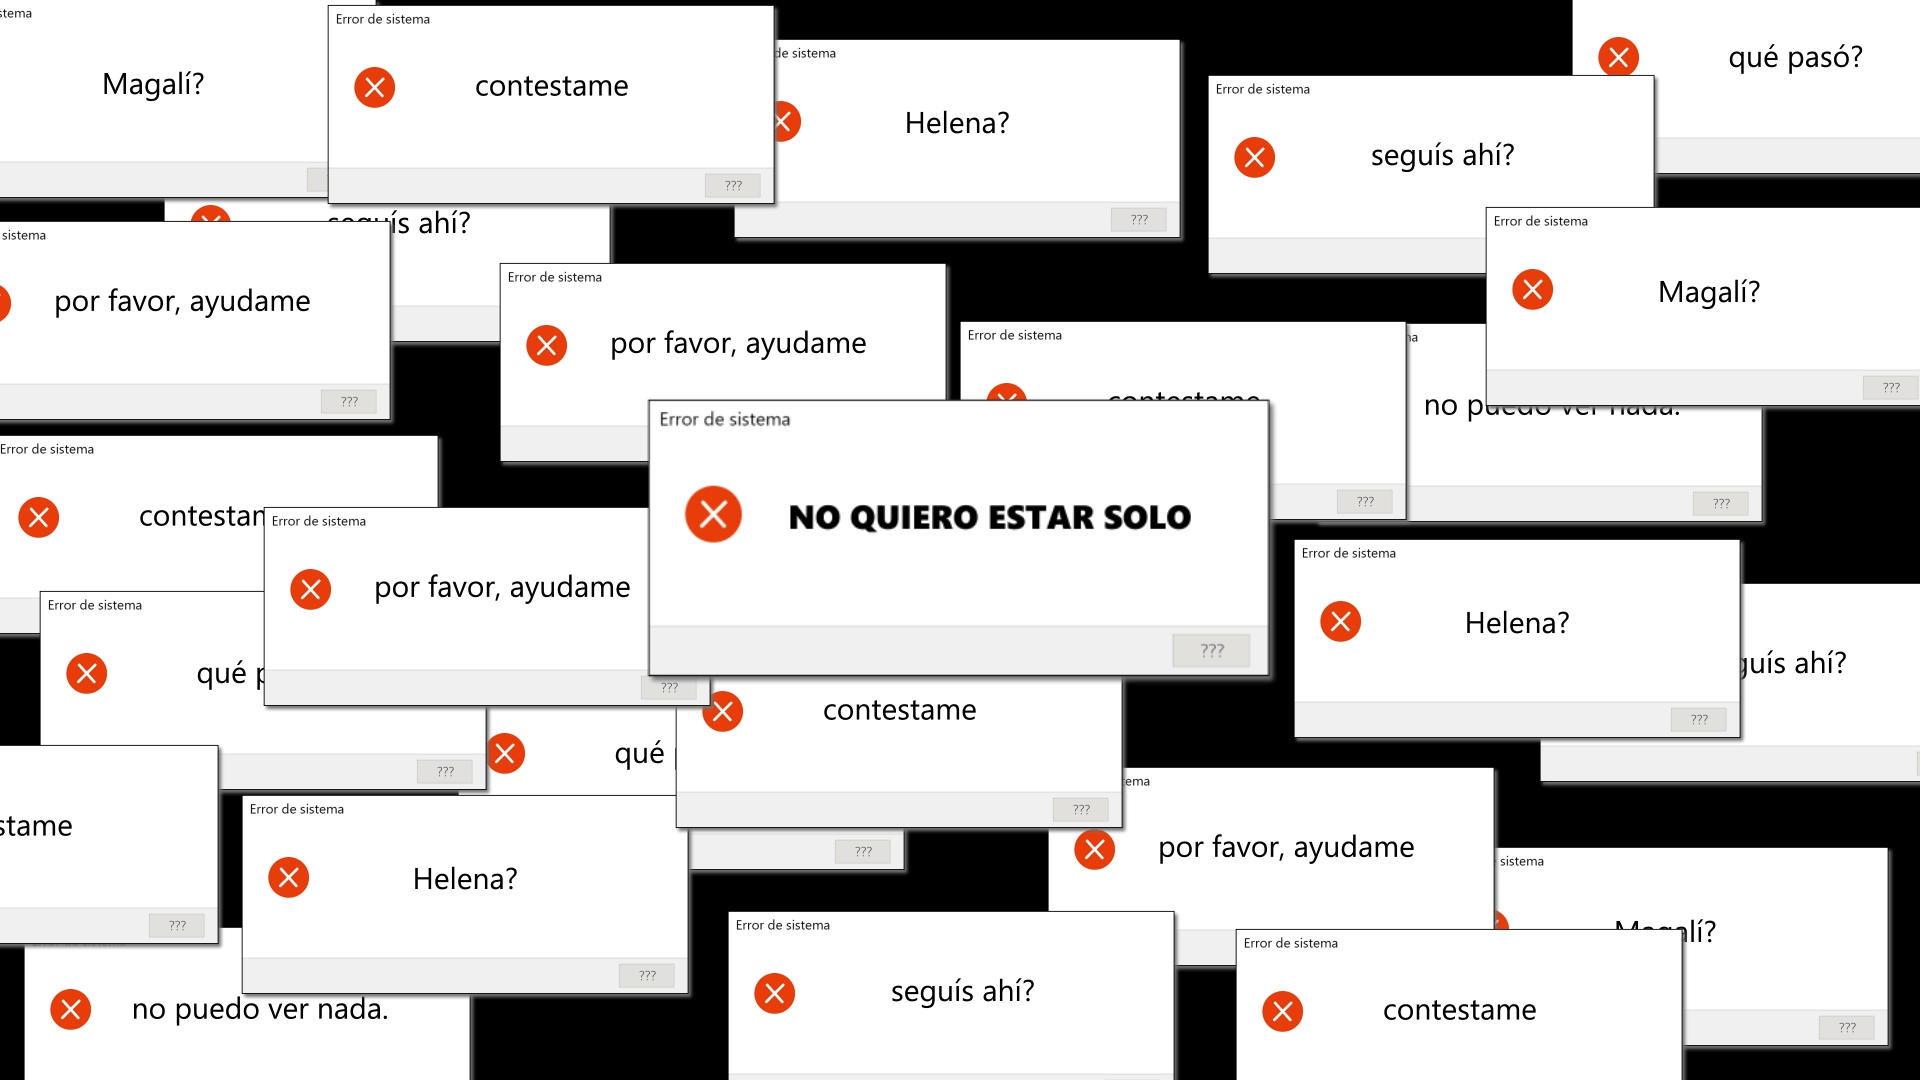 stema
Magalí?
Error de sistema
contestame
???
de sistema
Helena?
???
Error de sistema
seguís ahí?
qué pasó?
seguís ahí?
sistema
por favor, ayudame
???
Error de sistema
por favor, ayudame
Error de sistema
contestame
???
Error de sistema
Magalí?
???
na
no puedo ver nada.
???
Error de sistema
NO QUIERO ESTAR SOLO
???
Error de sistema
contestan
Error de sistema
qué p
???
Error de sistema
por favor, ayudame
???
Error de sistema
Helena?
???
guís ahí?
qué
???
contestame
???
stame
???
Error de sistema
Helena?
???
ema
por favor, ayudame
sistema
Magalí?
???
no puedo ver nada.
Error de sistema
seguís ahí?
Error de sistema
contestame